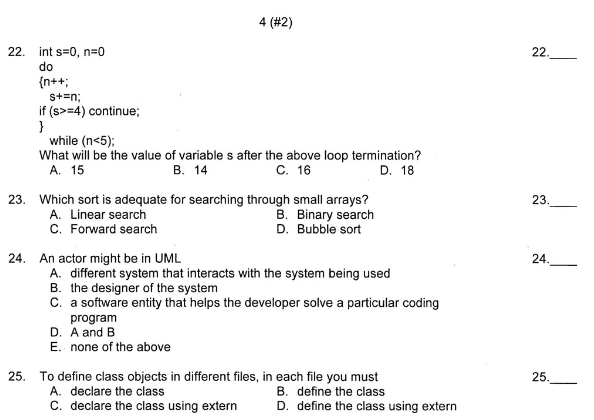 4 (#2)
22. int s=0, n=0 22.____
do
{n++;
s+=n;
if (s>=4) continue;
}
while (n<5);
What will be the value of variable s after the above loop termination?
A. 15 B. 14 C. 16 D. 18
23. Which sort is adequate for searching through small arrays? 23.____
A. Linear search B. Binary search
C. Forward search D. Bubble sort
24. An actor might be in UML 24.____
A. different system that interacts with the system being used
B. the designer of the system
C. a software entity that helps the developer solve a particular coding
program
D. A and B
E. none of the above
25. To define class objects in different files, in each file you must 25.____
A. declare the class B. define the class
C. declare the class using extern D. define the class using extern